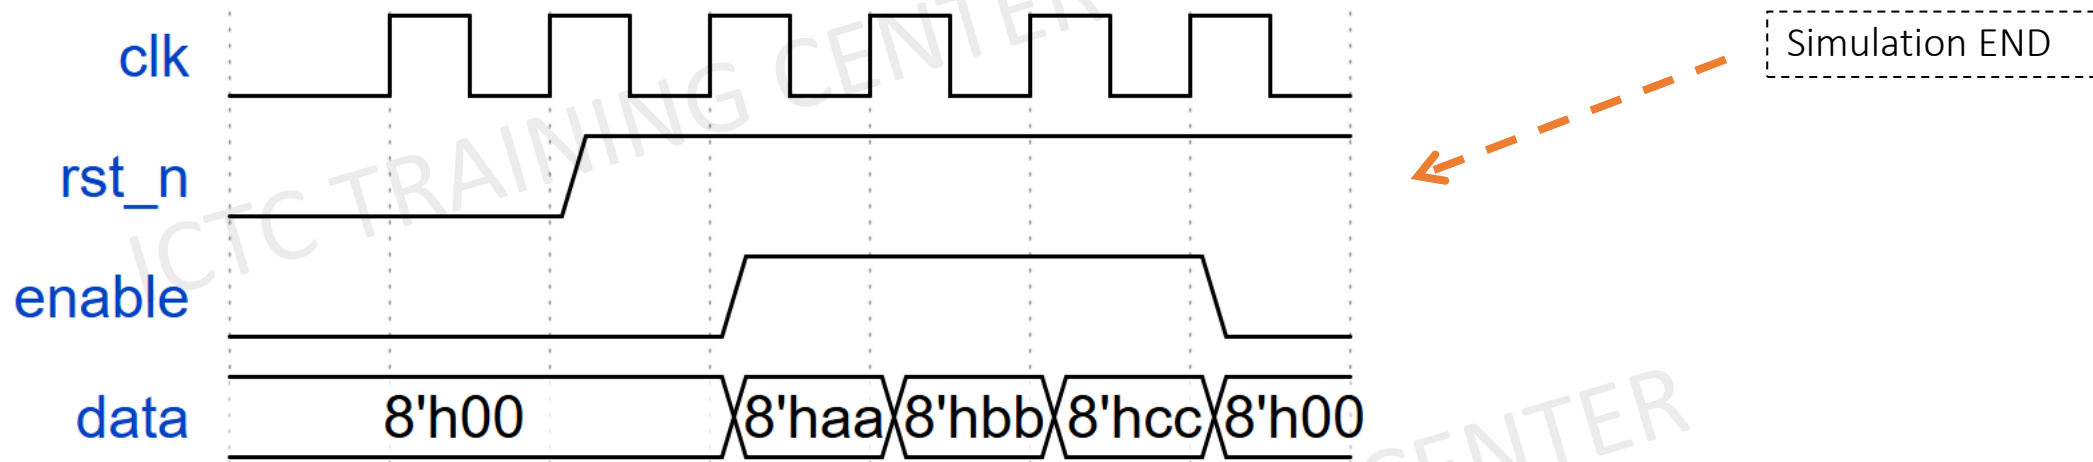 clk
Simulation END
rst_n
ICTC TRAINING CENTER
enable
data 8'h00 8'haa 8'hbb 8'hcc 8'h00
CENTER